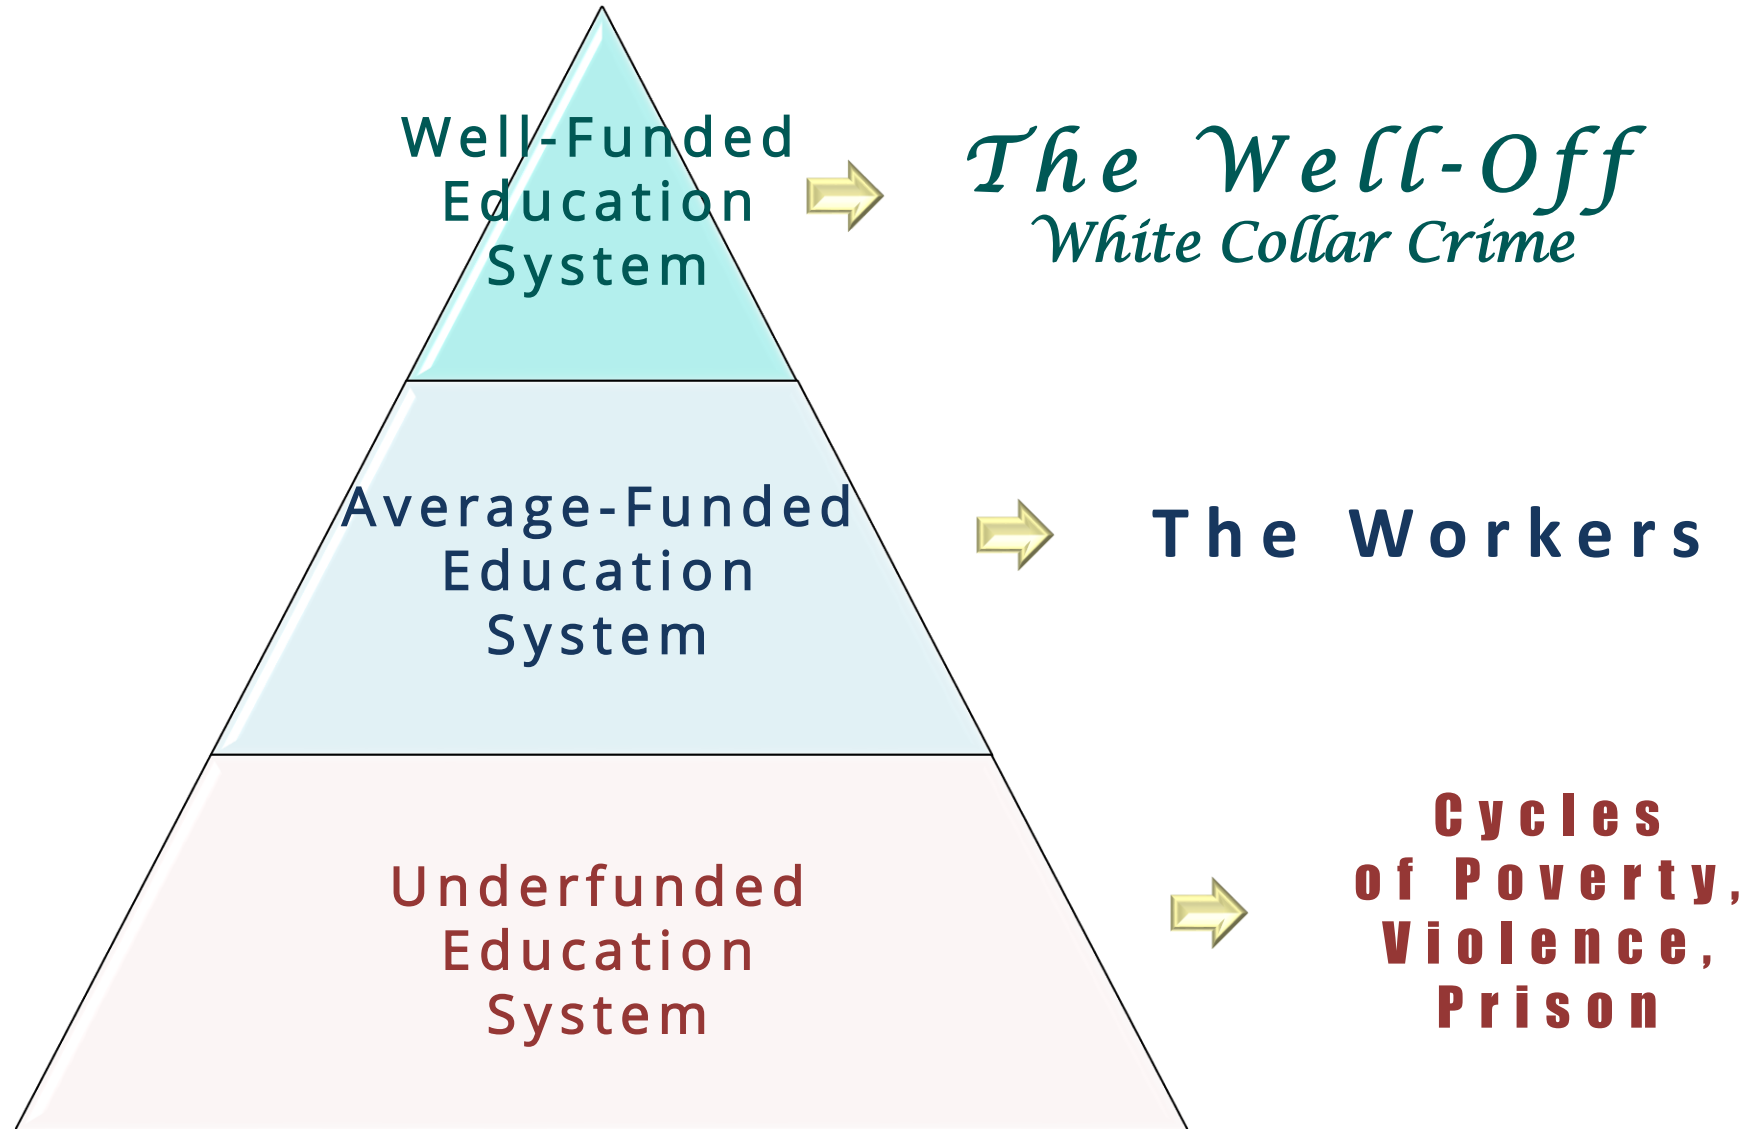 Well-Funded
Education
System
The Well-Off
White Collar Crime
Average-Funded
Education
System
The Workers
Underfunded
Education
System
Cycles
of Poverty,
Violence,
Prison